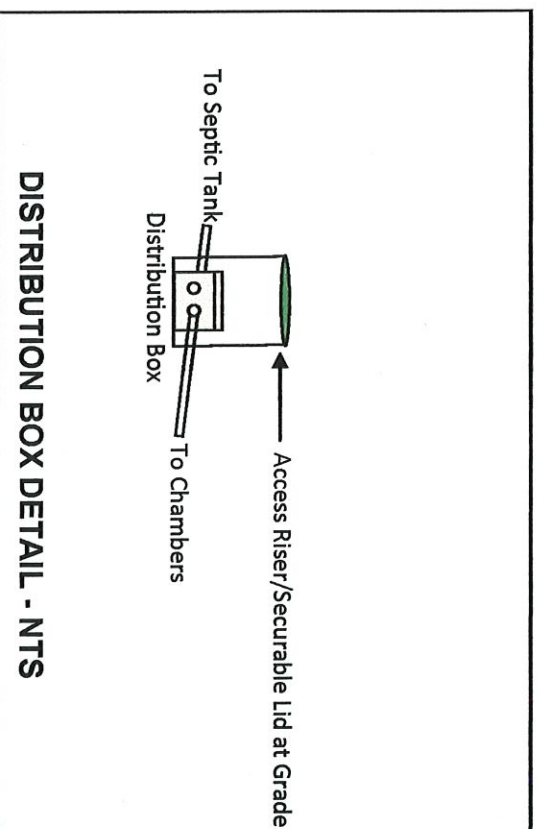 Access Riser/Securable Lid at Grade
To Septic Tank
To Chambers
Distribution Box
DISTRIBUTION BOX DETAIL - NTS